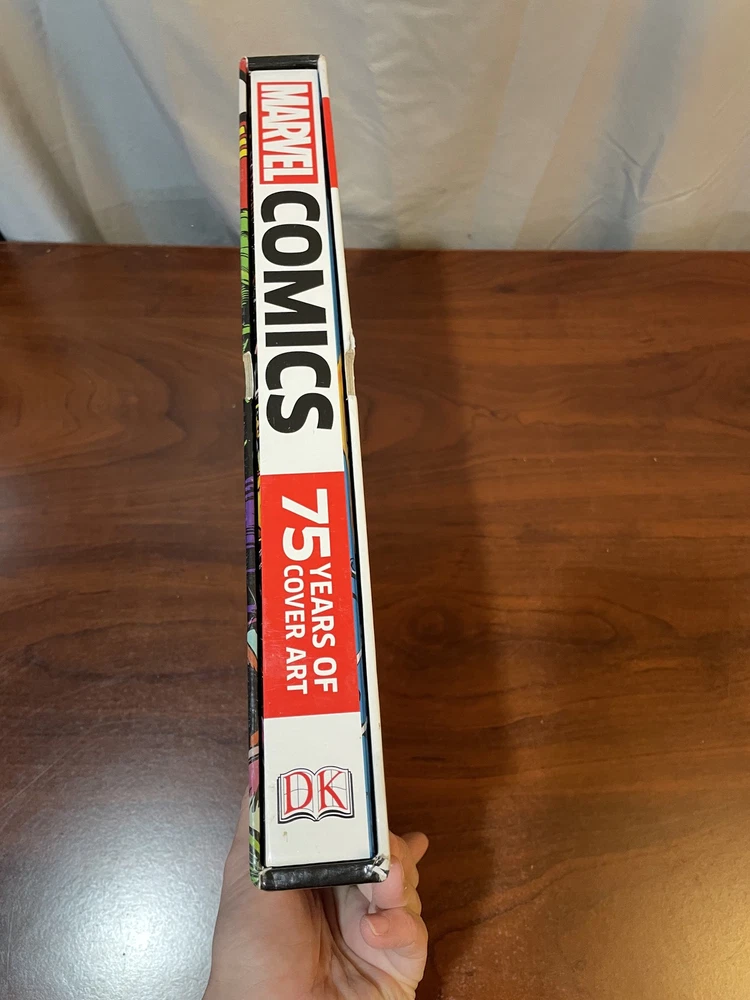 MARVEL
COMICS
75 YEARS OF
COVER ART
DK